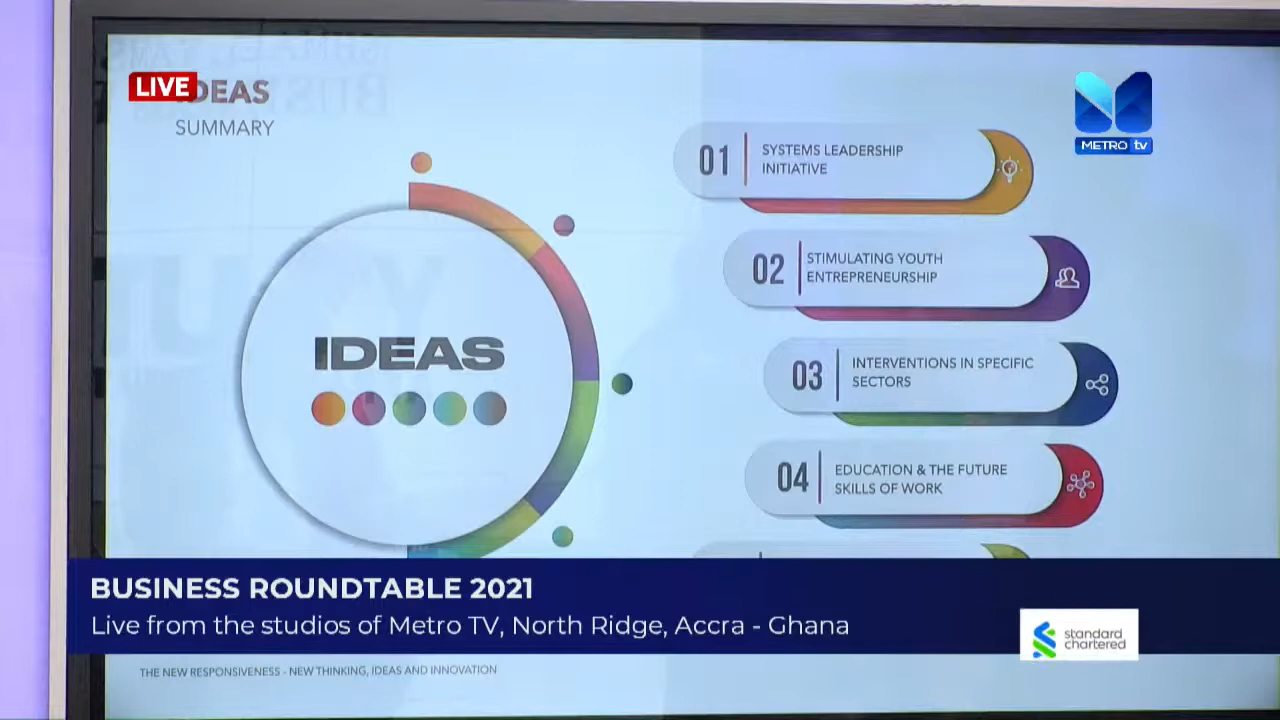 LIVE
IDEAS
SUMMARY
METRO tv
01
SYSTEMS LEADERSHIP
INITIATIVE
02
STIMULATING YOUTH
ENTREPRENEURSHIP
IDEAS
03
INTERVENTIONS IN SPECIFIC
SECTORS
04
EDUCATION & THE FUTURE
SKILLS OF WORK
BUSINESS ROUNDTABLE 2021
Live from the studios of Metro TV, North Ridge, Accra - Ghana
standard
chartered
THE NEW RESPONSIVENESS - NEW THINKING, IDEAS AND INNOVATION